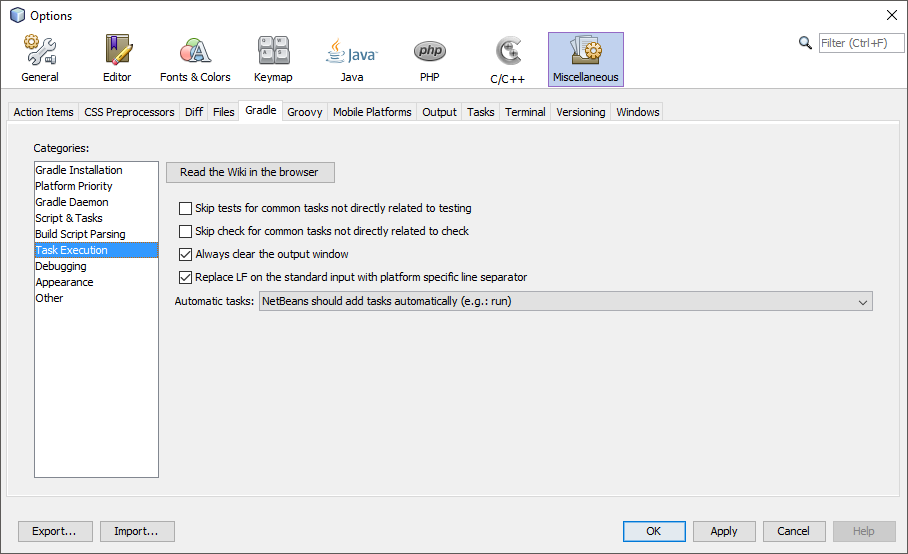 Options
General
Editor
Fonts & Colors
Keymap
Java
Java
php
PHP
C
C/C++
Miscellaneous
Filter (Ctrl+F)
Action Items CSS Preprocessors Diff Files Gradle Groovy Mobile Platforms Output Tasks Terminal Versioning Windows
Categories:
Gradle Installation
Platform Priority
Gradle Daemon
Script & Tasks
Build Script Parsing
Task Execution
Debugging
Appearance
Other
Read the Wiki in the browser
Skip tests for common tasks not directly related to testing
Skip check for common tasks not directly related to check
Always clear the output window
Replace LF on the standard input with platform specific line separator
Automatic tasks: NetBeans should add tasks automatically (e.g.: run)
Export... Import... OK Apply Cancel Help